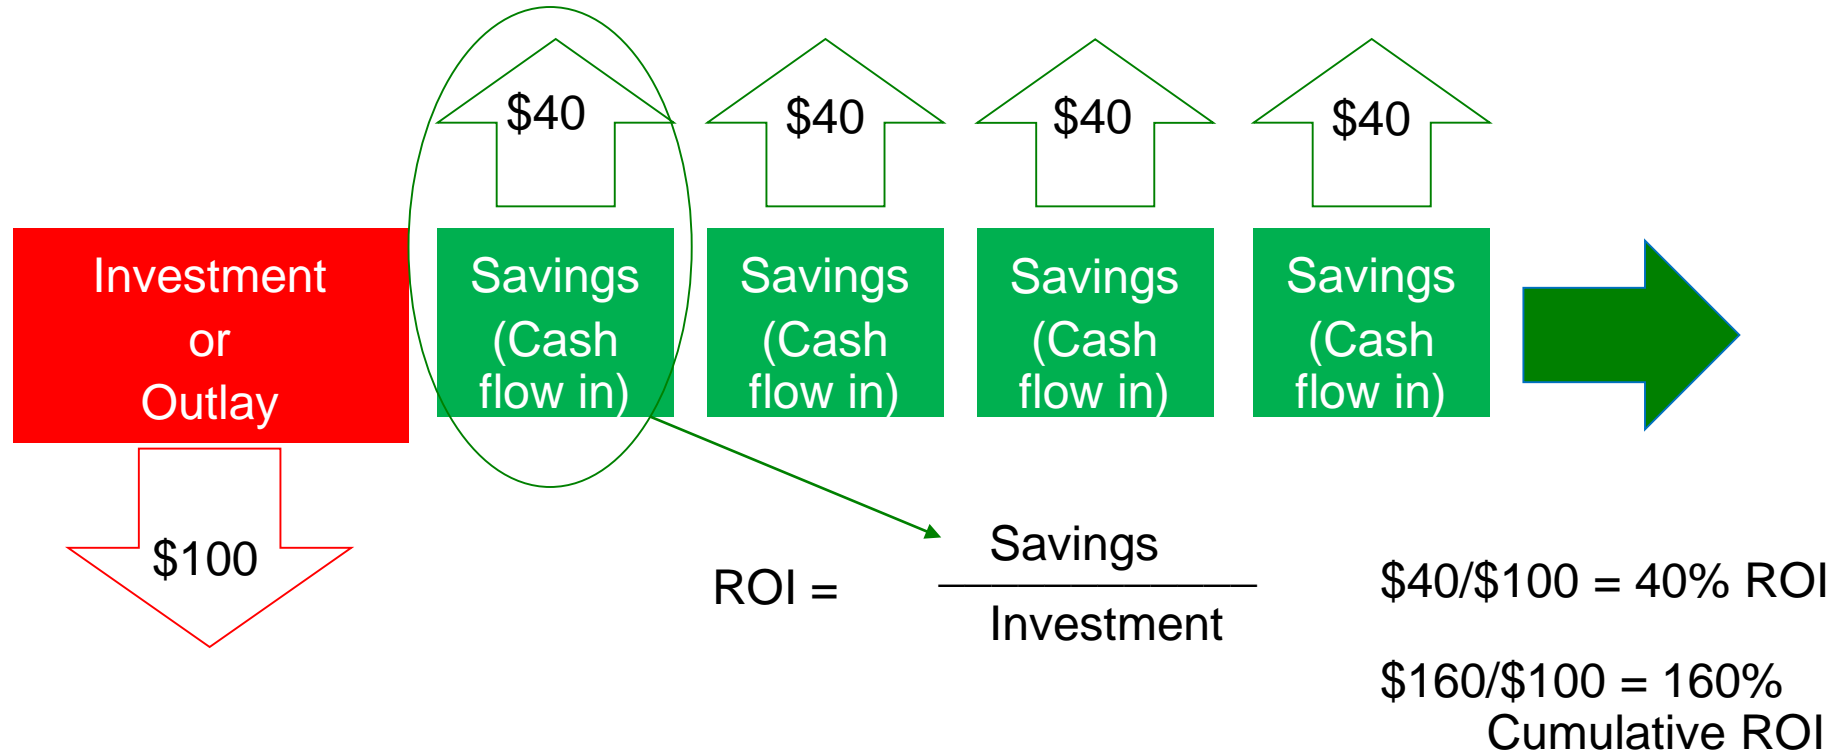 $40
$40
$40
$40
Investment
or
Outlay
Savings
(Cash
flow in)
Savings
(Cash
flow in)
Savings
(Cash
flow in)
Savings
(Cash
flow in)
$100
ROI =
Savings
Investment
$40/$100 = 40% ROI
$160/$100 = 160%
Cumulative ROI